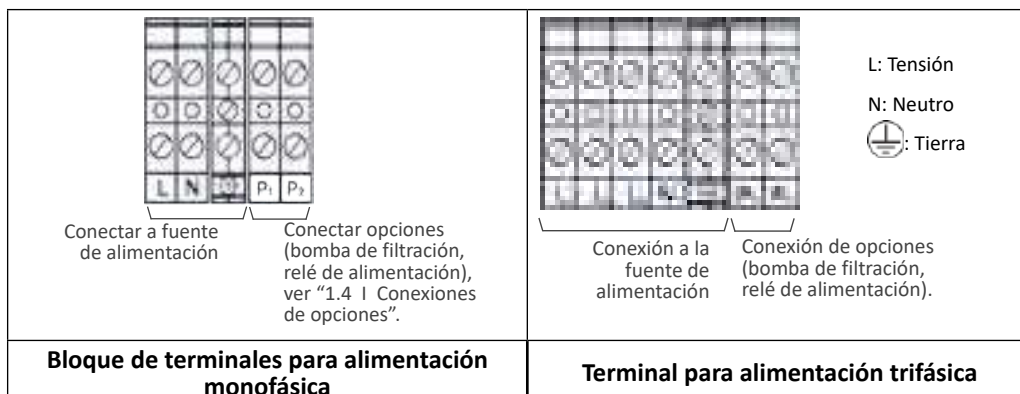 L N P₁ P₂
L L L N
L: Tensión
N: Neutro
: Tierra
Conectar a fuente
de alimentación
Conectar opciones
(bomba de filtración,
relé de alimentación),
ver “1.4 I Conexiones
de opciones”.
Conexión a la
fuente de
alimentación
Conexión de opciones
(bomba de filtración,
relé de alimentación).
Bloque de terminales para alimentación
monofásica
Terminal para alimentación trifásica